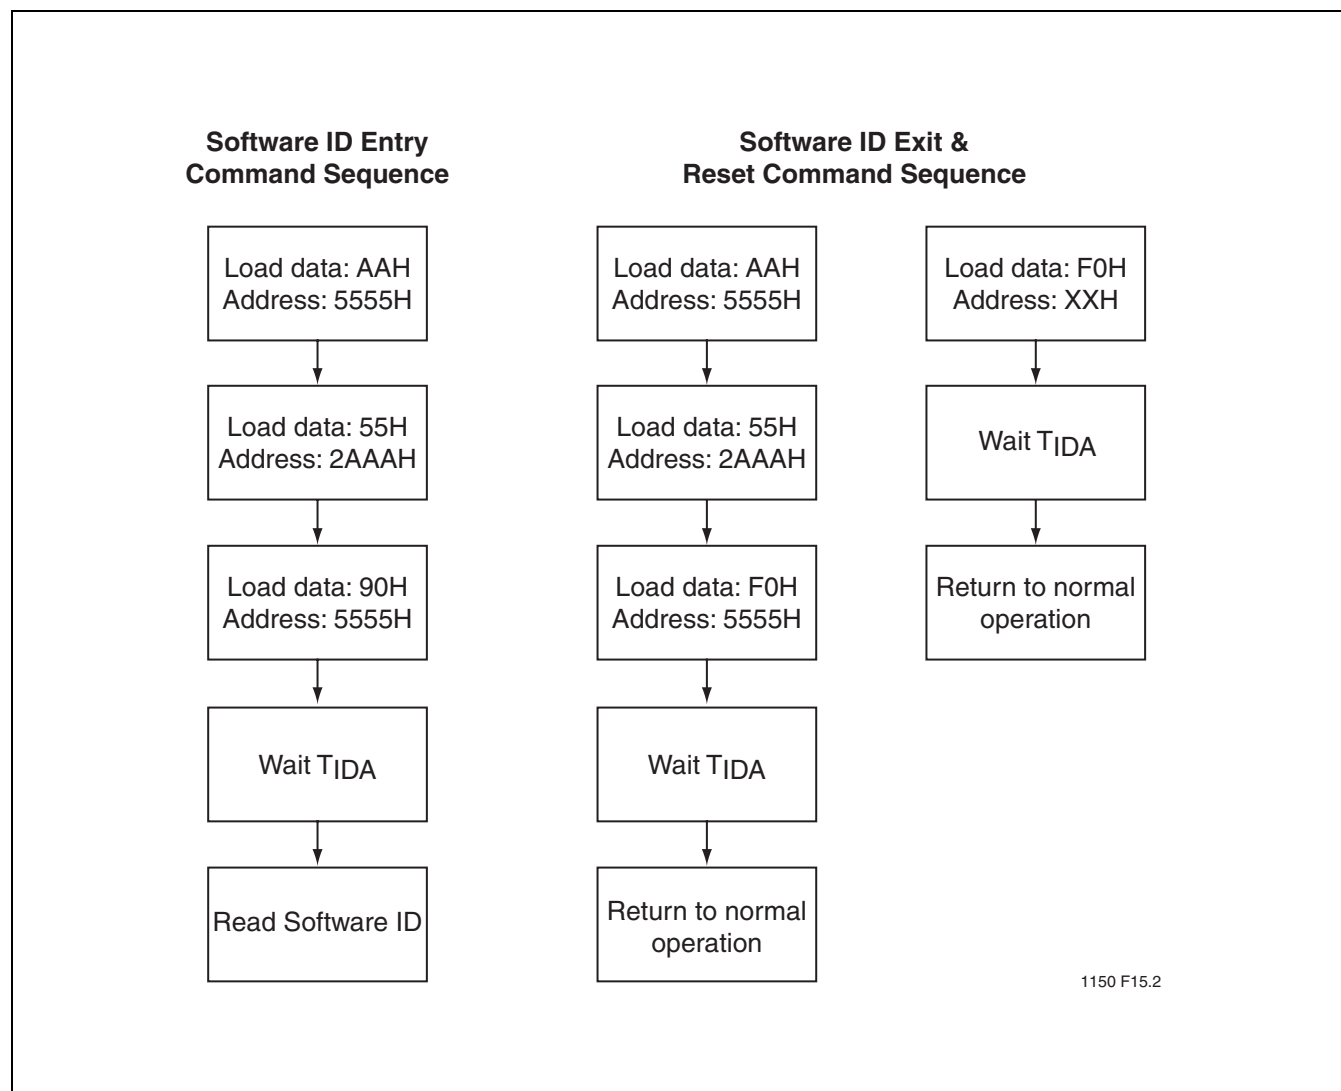 Software ID Entry
Command Sequence
Load data: AAH
Address: 5555H
Load data: 55H
Address: 2AAAH
Load data: 90H
Address: 5555H
Wait TIDA
Read Software ID
Software ID Exit &
Reset Command Sequence
Load data: AAH
Address: 5555H
Load data: 55H
Address: 2AAAH
Load data: F0H
Address: 5555H
Wait TIDA
Return to normal
operation
Load data: F0H
Address: XXH
Wait TIDA
Return to normal
operation
1150 F15.2